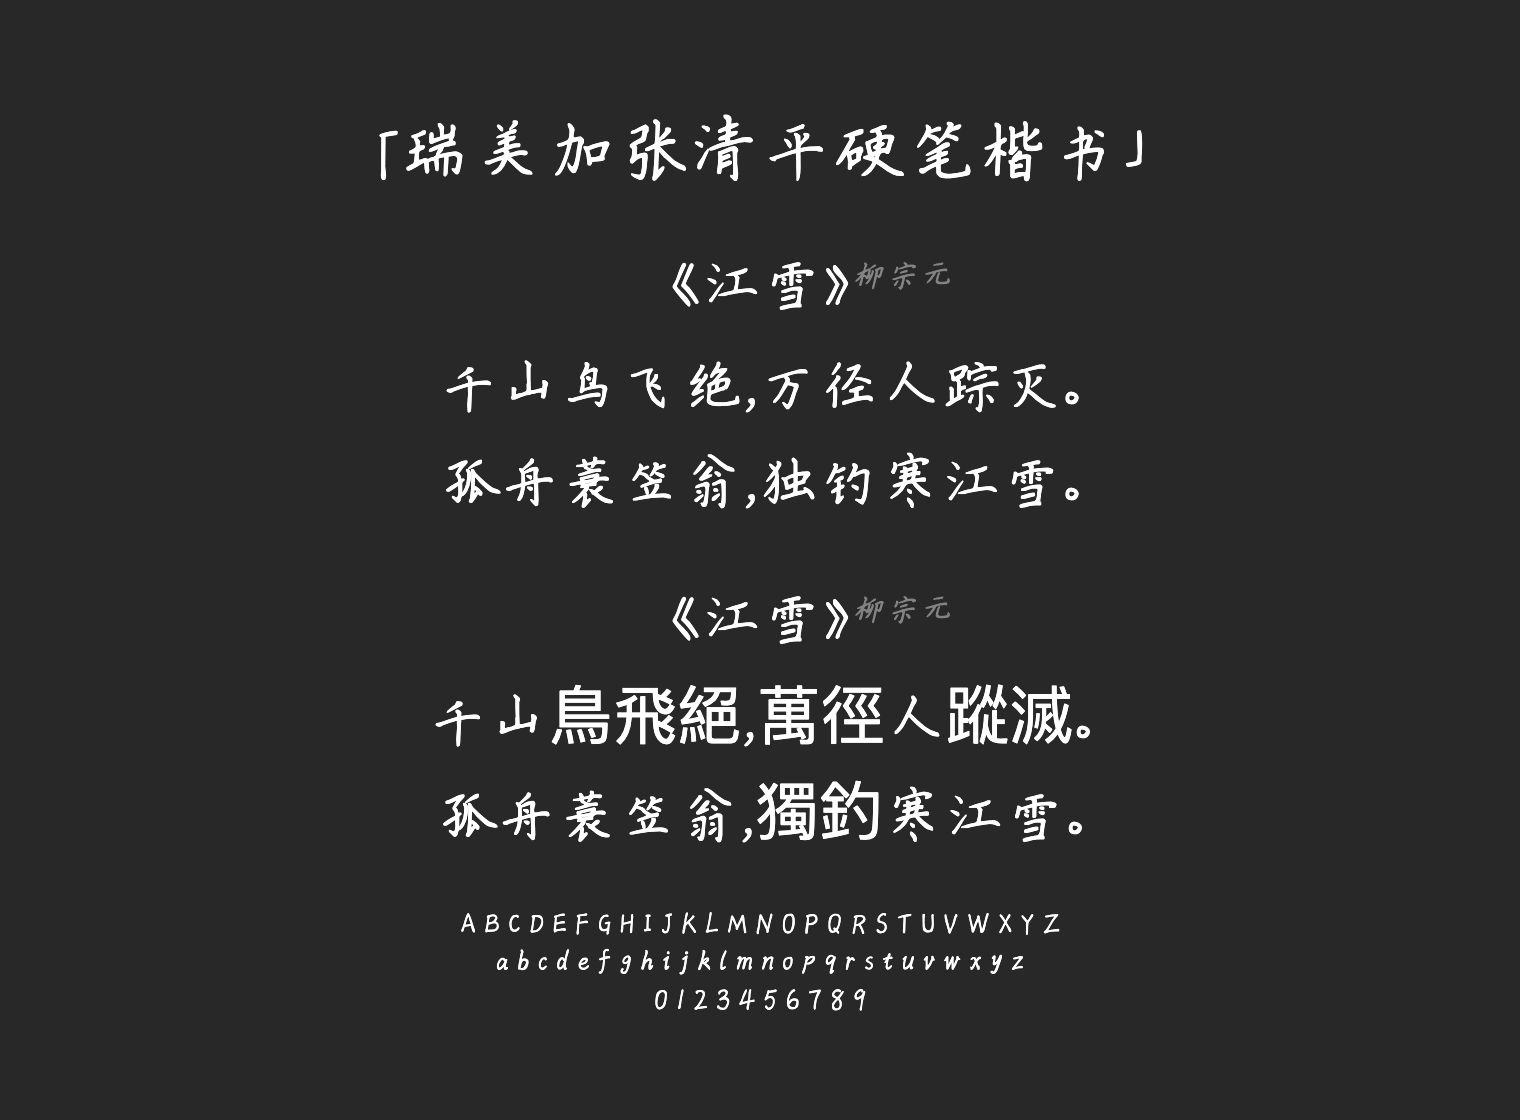 「瑞美加张清平硬笔楷书」
《江雪》柳宗元
千山鸟飞绝,万径人踪灭。
孤舟蓑笠翁,独钓寒江雪。
《江雪》柳宗元
千山鳥飛絕,萬徑人蹤滅。
孤舟蓑笠翁,獨釣寒江雪。
ABCDEFGHIJKLMNOPQRSTUVWXYZ
abcdefghijklmnopqrstuvwxyz
0123456789